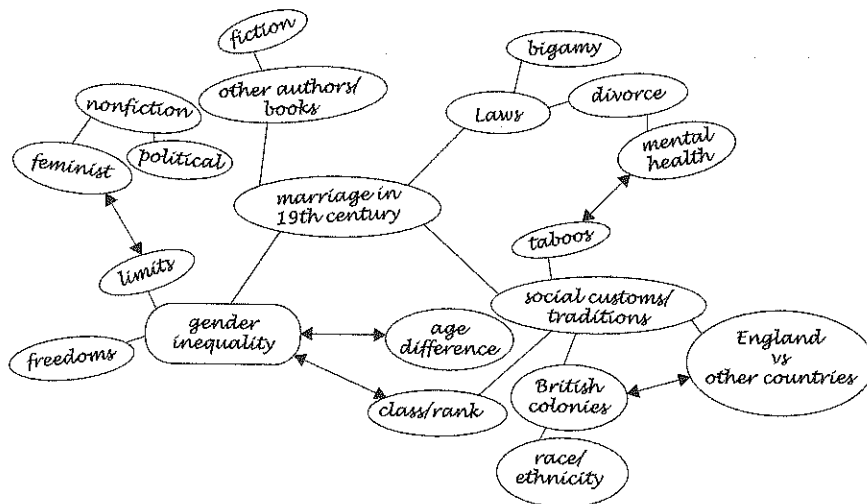 fiction
other authors/
books
nonfiction
feminist
political
bigamy
Laws
divorce
mental
health
marriage in
19th century
taboos
limits
gender
inequality
freedoms
age
difference
class/rank
social customs/
traditions
British
colonies
race/
ethnicity
England
vs
other countries